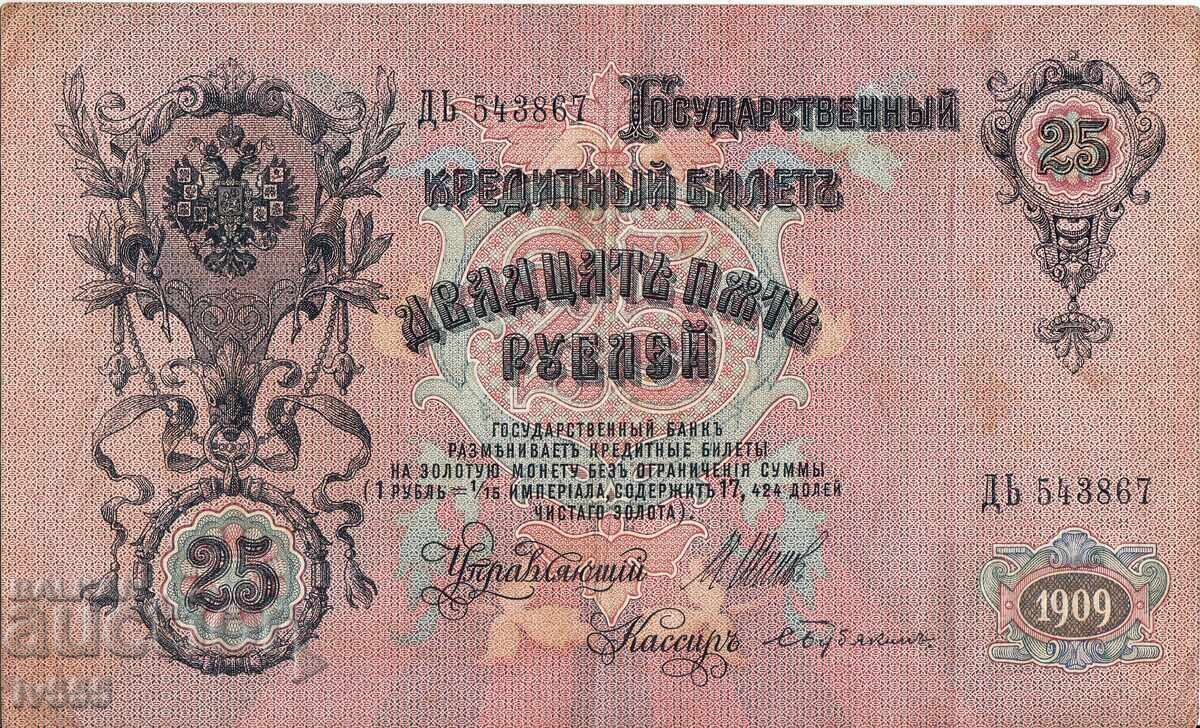 ДЬ 543867 Государственный
25
Кредитный Билетъ
25
Двадцать Пять
Рублей
Государственный Банкъ
размѣниваетъ кредитные билеты
на золотую монету безъ ограниченія суммы
(1 рубль = 1/15 имперіала, содержитъ 17,424 долей
чистаго золота).
ДЬ 543867
Управляющій
25
1909
Кассиръ